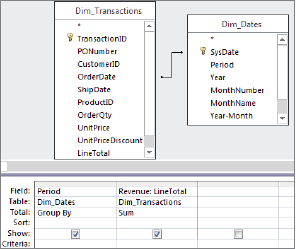 Dim_Transactions
*
TransactionID
PONumber
CustomerID
OrderDate
ShipDate
ProductID
OrderQty
UnitPrice
UnitPriceDiscount
LineTotal
Dim_Dates
*
SysDate
Period
Year
MonthNumber
MonthName
Year-Month
Field: Period Revenue: LineTotal
Table: Dim_Dates Dim_Transactions
Total: Group By Sum
Sort:
Show:
Criteria: